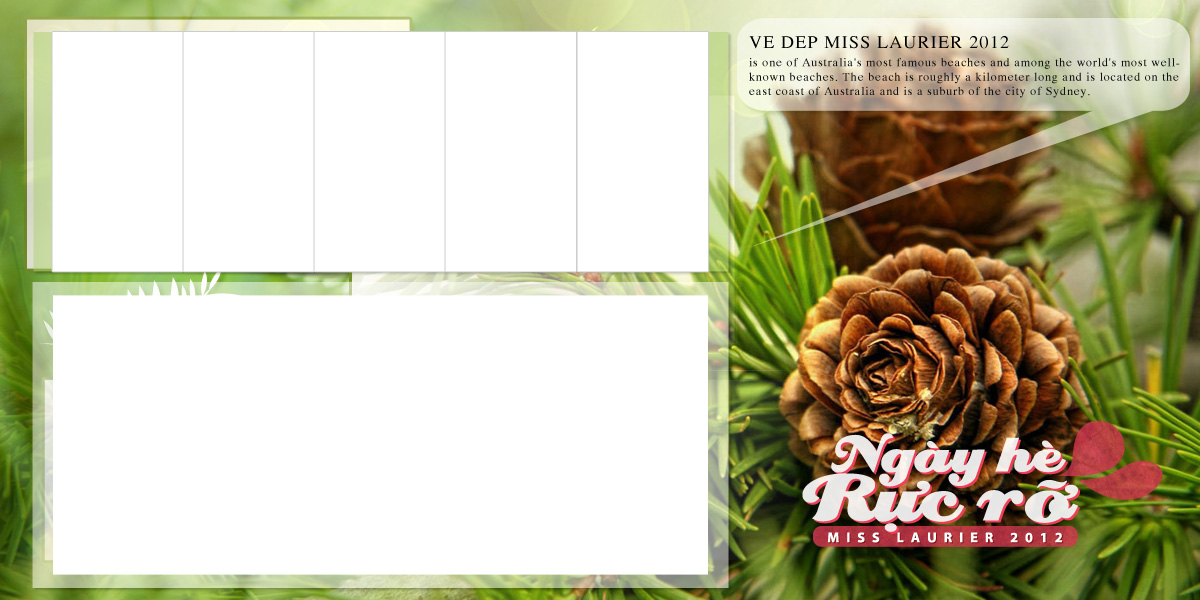 VE DEP MISS LAURIER 2012
is one of Australia's most famous beaches and among the world's most well-
known beaches. The beach is roughly a kilometer long and is located on the
east coast of Australia and is a suburb of the city of Sydney.
Ngày hè
Rực rỡ
MISS LAURIER 2012